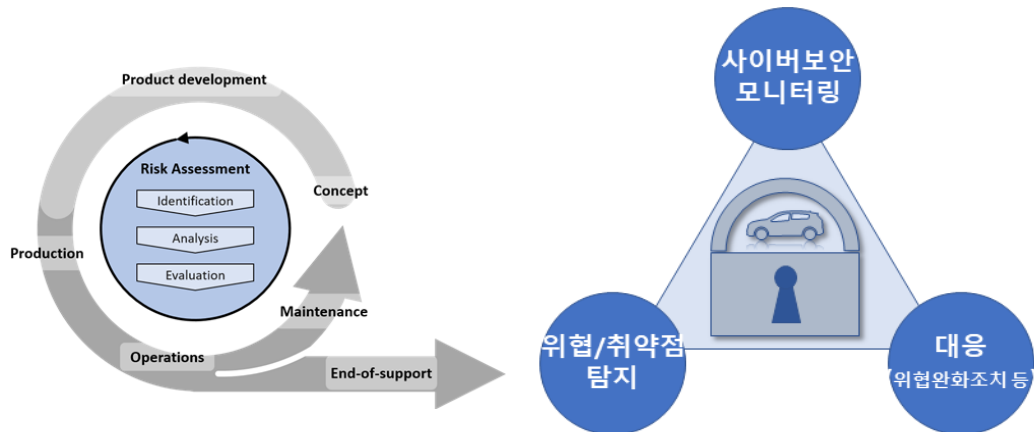 Product development
Risk Assessment
Identification
Analysis
Evaluation
Concept
Production
Maintenance
Operations
End-of-support
사이버보안
모니터링
위협/취약점
탐지
대응
(위협완화조치 등)